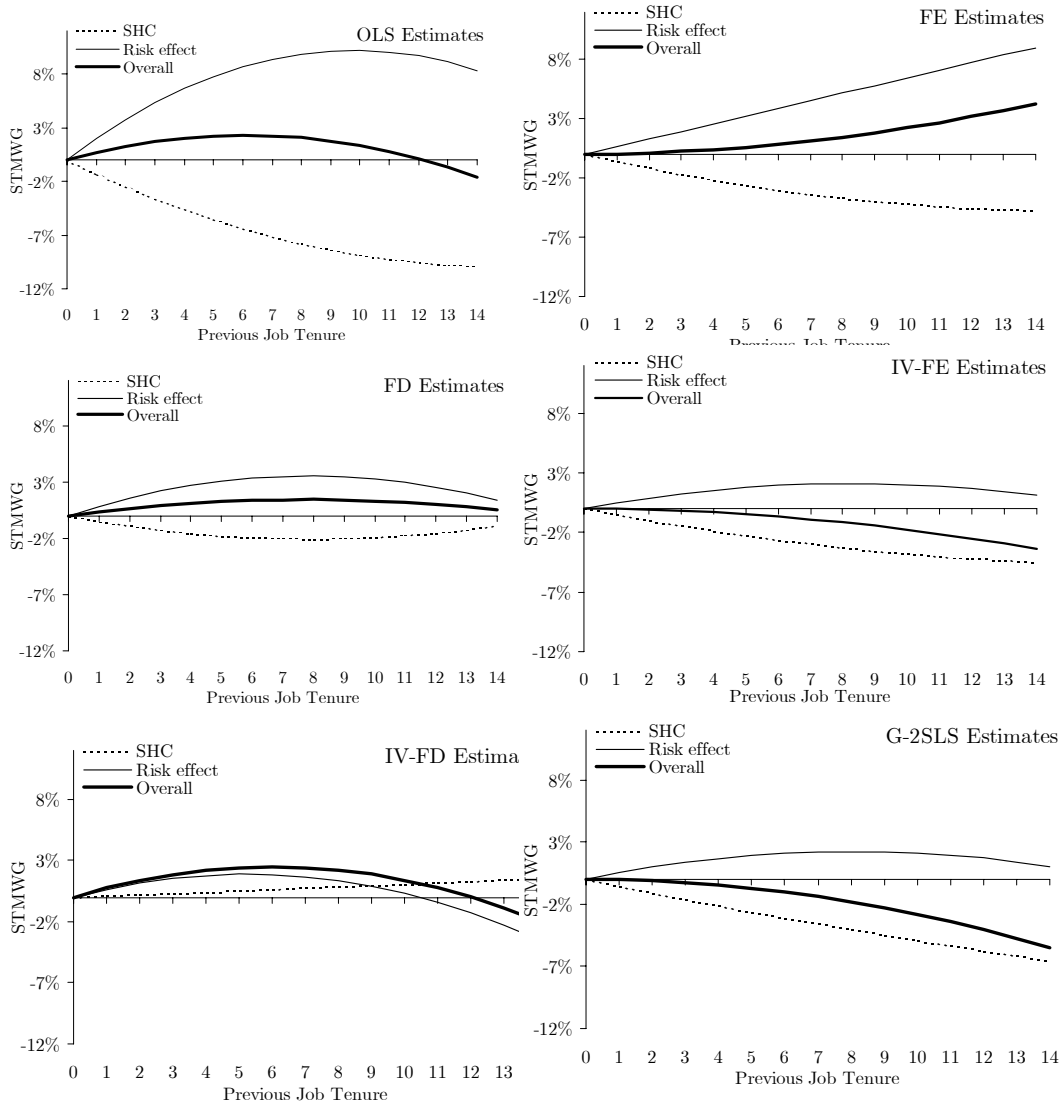 OLS Estimates
SHC
Risk effect
Overall
8%
3%
-2%
-7%
-12%
STMWG
0 1 2 3 4 5 6 7 8 9 10 11 12 13 14
Previous Job Tenure
FE Estimates
SHC
Risk effect
Overall
8%
3%
-2%
-7%
-12%
STMWG
0 1 2 3 4 5 6 7 8 9 10 11 12 13 14
Previous Job Tenure
FD Estimates
SHC
Risk effect
Overall
8%
3%
-2%
-7%
-12%
STMWG
0 1 2 3 4 5 6 7 8 9 10 11 12 13 14
Previous Job Tenure
IV-FE Estimates
SHC
Risk effect
Overall
8%
3%
-2%
-7%
-12%
STMWG
0 1 2 3 4 5 6 7 8 9 10 11 12 13 14
Previous Job Tenure
IV-FD Estima
SHC
Risk effect
Overall
8%
3%
-2%
-7%
-12%
STMWG
0 1 2 3 4 5 6 7 8 9 10 11 12 13
Previous Job Tenure
G-2SLS Estimates
SHC
Risk effect
Overall
8%
3%
-2%
-7%
-12%
STMWG
0 1 2 3 4 5 6 7 8 9 10 11 12 13 14
Previous Job Tenure